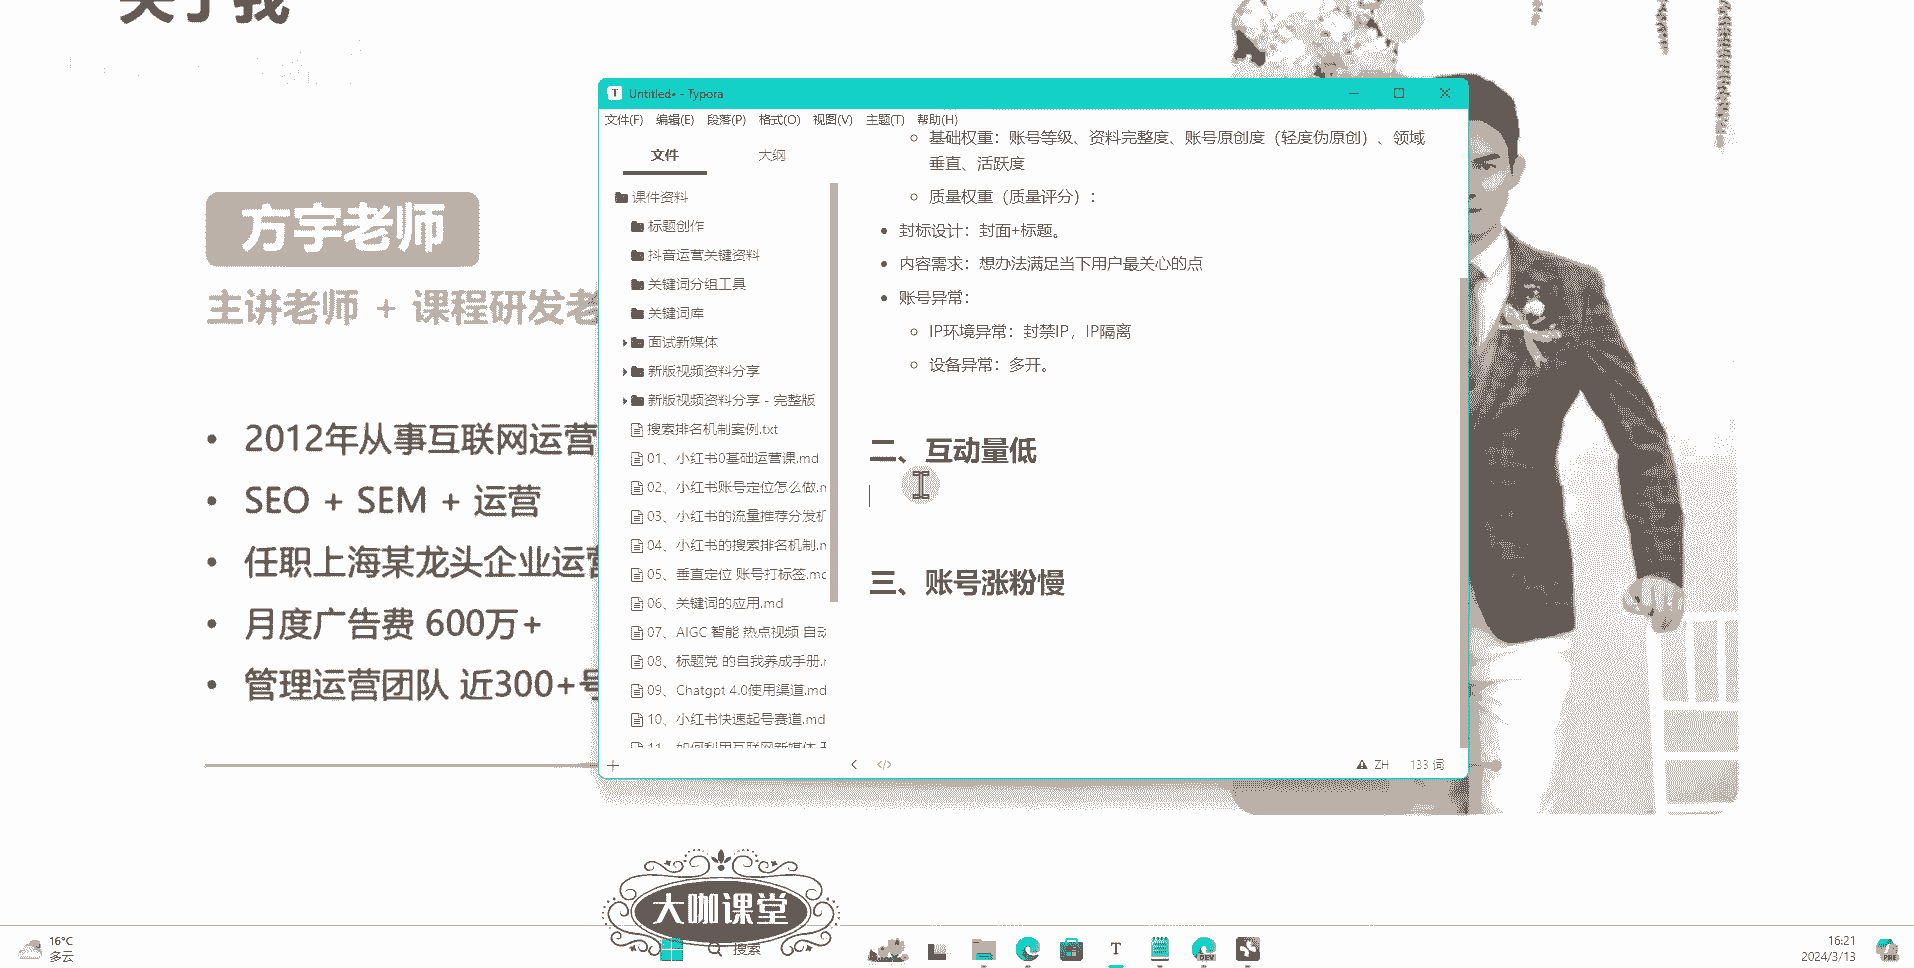 关于我
方宇老师
主讲老师 + 课程研发老
2012年从事互联网运营
SEO + SEM + 运营
任职上海某龙头企业运营
月度广告费 600万+
管理运营团队 近300+号
Untitled• - Typora
文件(F) 编辑(E) 段落(P) 格式(O) 视图(V) 主题(T) 帮助(H)
文件 大纲
课件资料
标题创作
抖音运营关键资料
关键词分组工具
关键词库
面试新媒体
新版视频资料分享
新版视频资料分享 - 完整版
搜索排名机制案例.txt
01、小红书0基础运营课.md
02、小红书账号定位怎么做.m
03、小红书的流量推荐分发机
04、小红书的搜索排名机制.m
05、垂直定位 账号打标签.md
06、关键词的应用.md
07、AIGC 智能 热点视频 自动
08、标题党 的自我养成手册.
09、Chatgpt 4.0使用渠道.md
10、小红书快速起号赛道.md
11、如何利用互联网新媒体
基础权重：账号等级、资料完整度、账号原创度（轻度伪原创）、领域
垂直、活跃度
质量权重（质量评分）：
封标设计：封面+标题。
内容需求：想办法满足当下用户最关心的点
账号异常：
IP环境异常：封禁IP，IP隔离
设备异常：多开。
二、互动量低
三、账号涨粉慢
ZH 133 词
大咖课堂
16°C
多云
搜索
16:21
2024/3/13
DEV
PRE